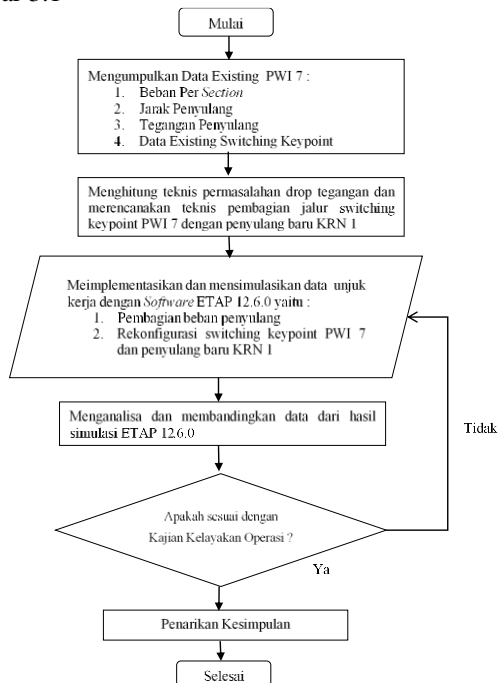 Mulai
Mengumpulkan Data Existing PWI 7 :
1. Beban Per Section
2. Jarak Penyulang
3. Tegangan Penyulang
4. Data Existing Switching Keypoint
Menghitung teknis permasalahan drop tegangan dan
merencanakan teknis pembagian jalur switching
keypoint PWI 7 dengan penyulang baru KRN 1
Meimplementasikan dan mensimulasikan data unjuk
kerja dengan Software ETAP 12.6.0 yaitu :
1. Pembagian beban penyulang
2. Rekonfigurasi switching keypoint PWI 7
dan penyulang baru KRN 1
Menganalisa dan membandingkan data dari hasil
simulasi ETAP 12.6.0
Tidak
Apakah sesuai dengan
Kajian Kelayakan Operasi ?
Ya
Penarikan Kesimpulan
Selesai